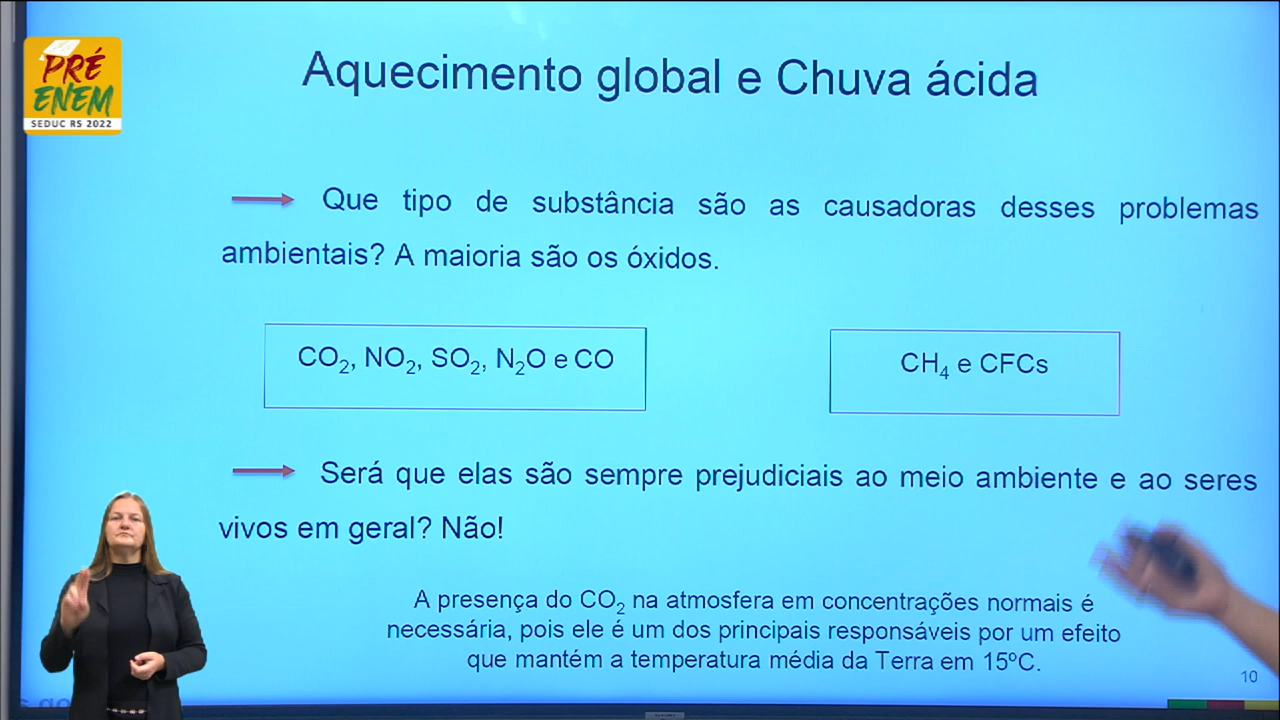 PRÉ
ENEM
SEDUC RS 2022
Aquecimento global e Chuva ácida
Que tipo de substância são as causadoras desses problemas
ambientais? A maioria são os óxidos.
CO₂, NO₂, SO₂, N₂O e CO
CH₄ e CFCs
Será que elas são sempre prejudiciais ao meio ambiente e ao seres
vivos em geral? Não!
A presença do CO₂ na atmosfera em concentrações normais é
necessária, pois ele é um dos principais responsáveis por um efeito
que mantém a temperatura média da Terra em 15ºC.
10